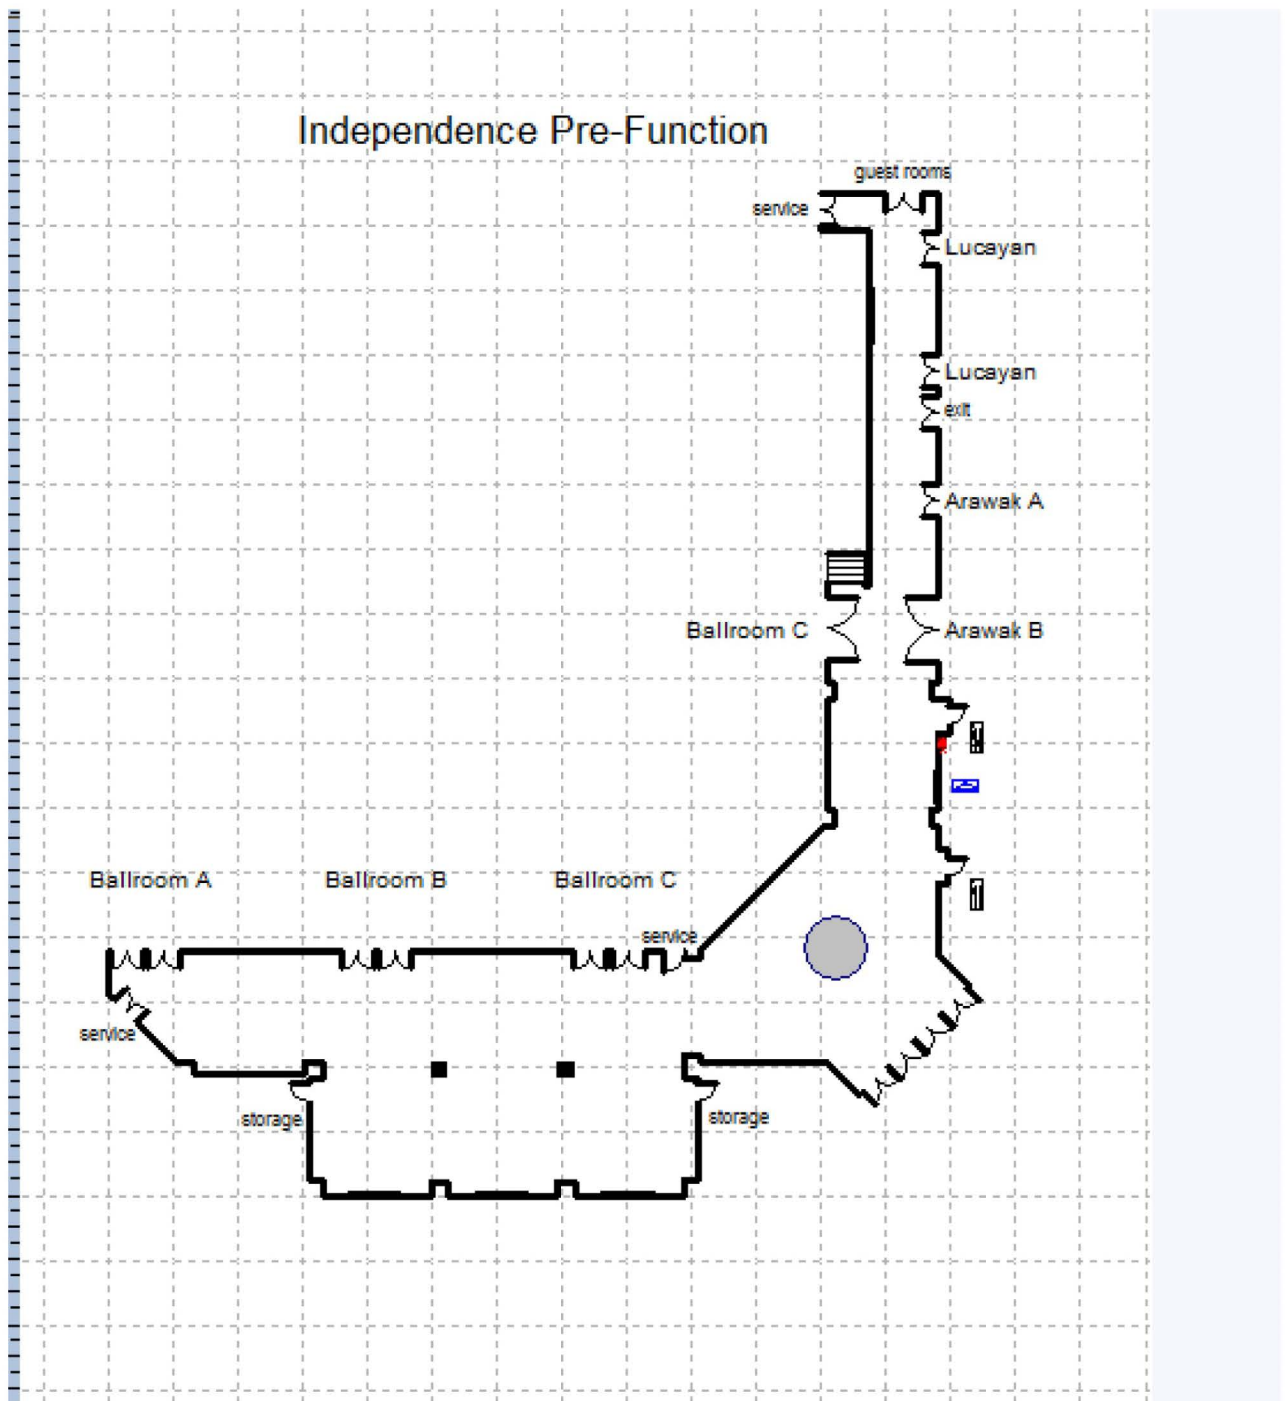 Independence Pre-Function
guest rooms
service
Lucayan
Lucayan
exit
Arawak A
Ballroom C
Arawak B
Ballroom A
Ballroom B
Ballroom C
service
service
storage
storage